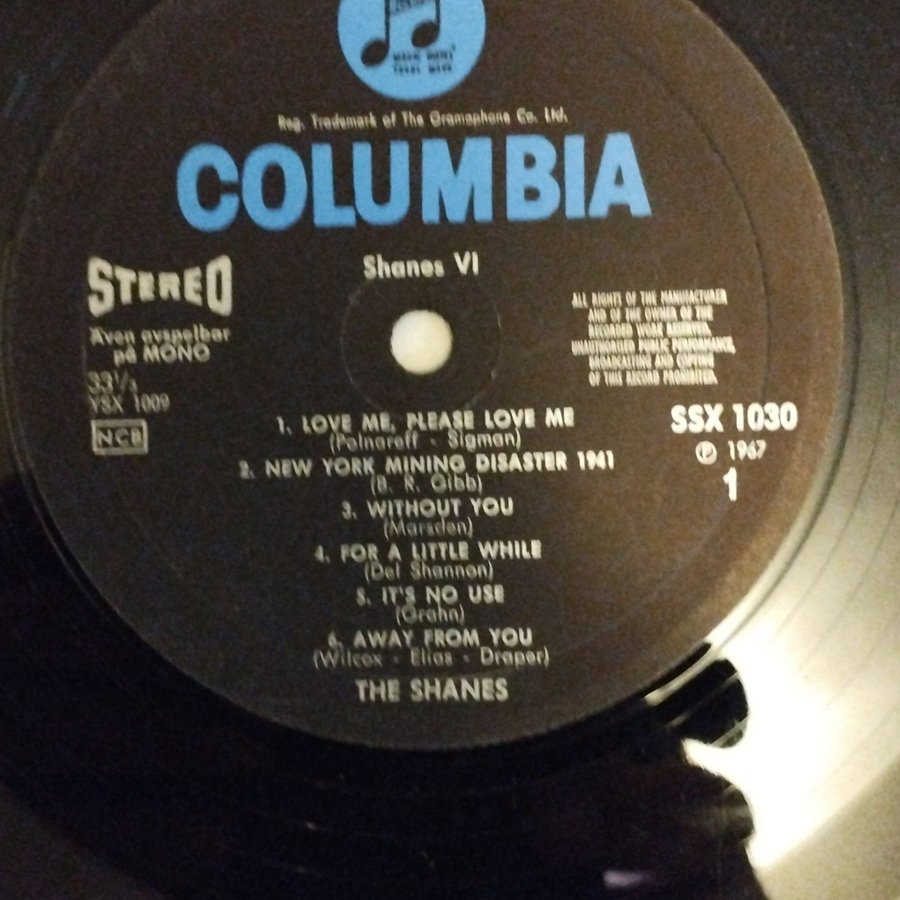 Reg. Trademark of The Gramophone Co. Ltd.
COLUMBIA
Shanes VI
STEREO
Även avspelbar
på MONO
33⅓
YSX 1009
NCB
ALL RIGHTS OF THE MANUFACTURER
AND OF THE OWNER OF THE
RECORDED WORK RESERVED.
UNAUTHORISED PUBLIC PERFORMANCE,
BROADCASTING AND COPYING
OF THIS RECORD PROHIBITED.
SSX 1030
℗ 1967
1
1. LOVE ME, PLEASE LOVE ME
(Polnareff - Sigman)
2. NEW YORK MINING DISASTER 1941
(B. R. Gibb)
3. WITHOUT YOU
(Marsden)
4. FOR A LITTLE WHILE
(Del Shannon)
5. IT'S NO USE
(Grahn)
6. AWAY FROM YOU
(Wilcox - Elias - Draper)
THE SHANES